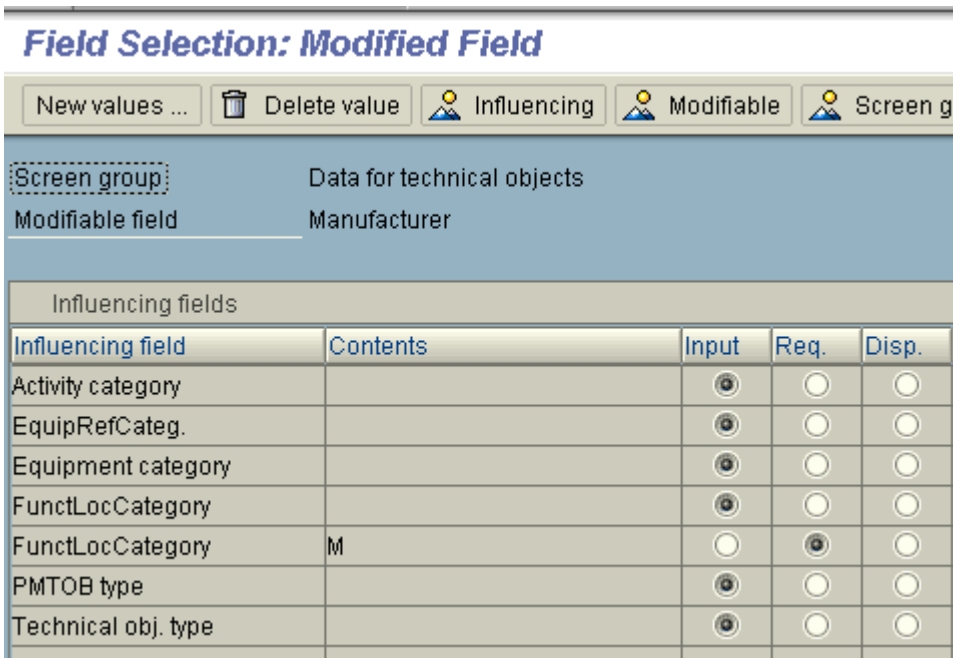 Field Selection: Modified Field
New values ... Delete value Influencing Modifiable Screen g
Screen group Data for technical objects
Modifiable field Manufacturer
Influencing fields
Influencing field Contents Input Req. Disp.
Activity category
EquipRefCateg.
Equipment category
FunctLocCategory
FunctLocCategory M
PMTOB type
Technical obj. type